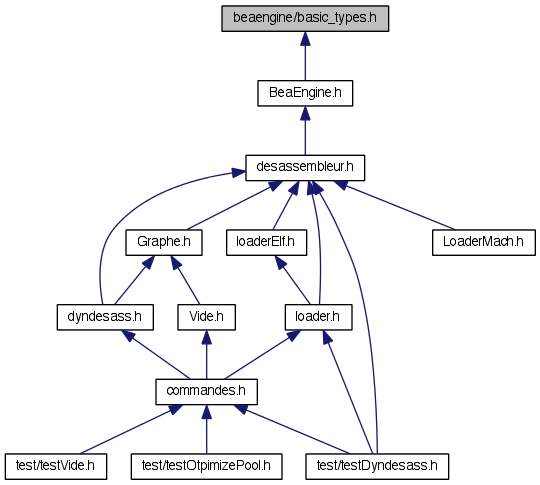 beaengine/basic_types.h
BeaEngine.h
desassembleur.h
Graphe.h
loaderElf.h
LoaderMach.h
dyndesass.h
Vide.h
loader.h
commandes.h
test/testVide.h
test/testOtpimizePool.h
test/testDyndesass.h